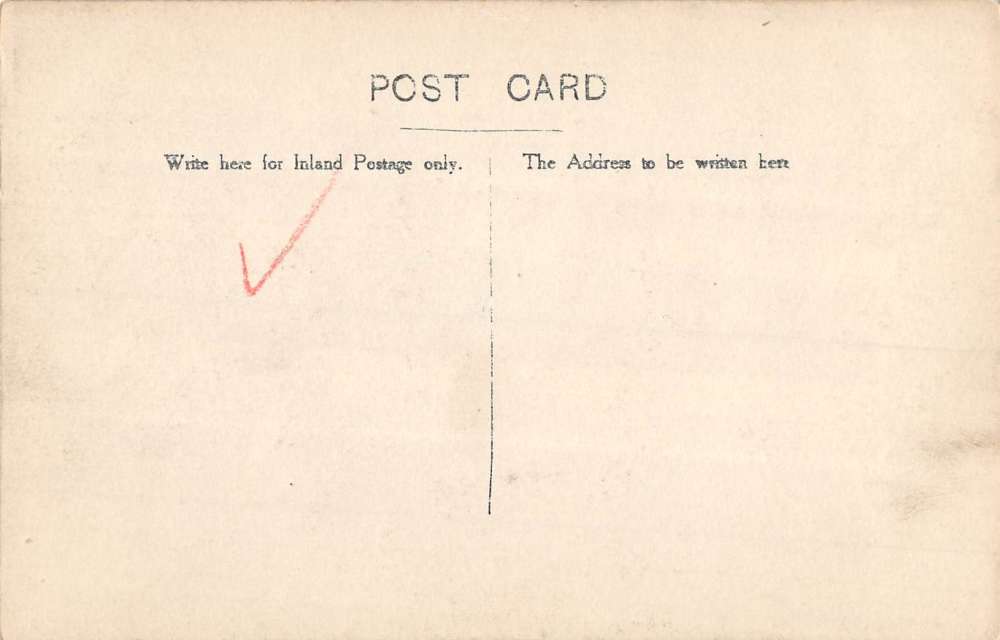 POST CARD
Write here for Inland Postage only.
The Address to be written here